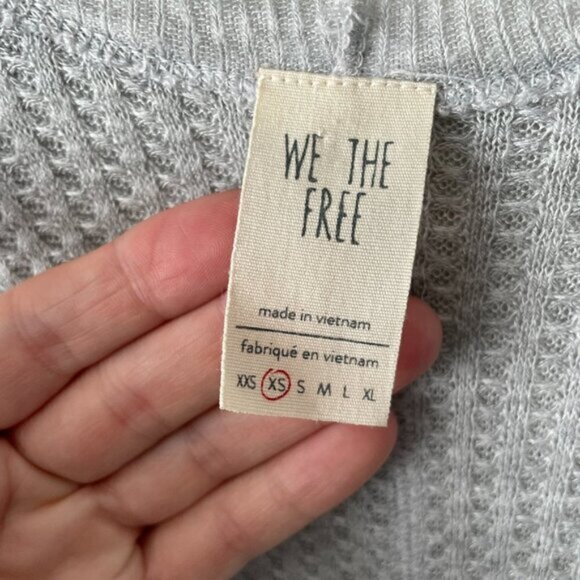 WE THE
FREE
made in vietnam
fabriqué en vietnam
XXS XS S M L XL